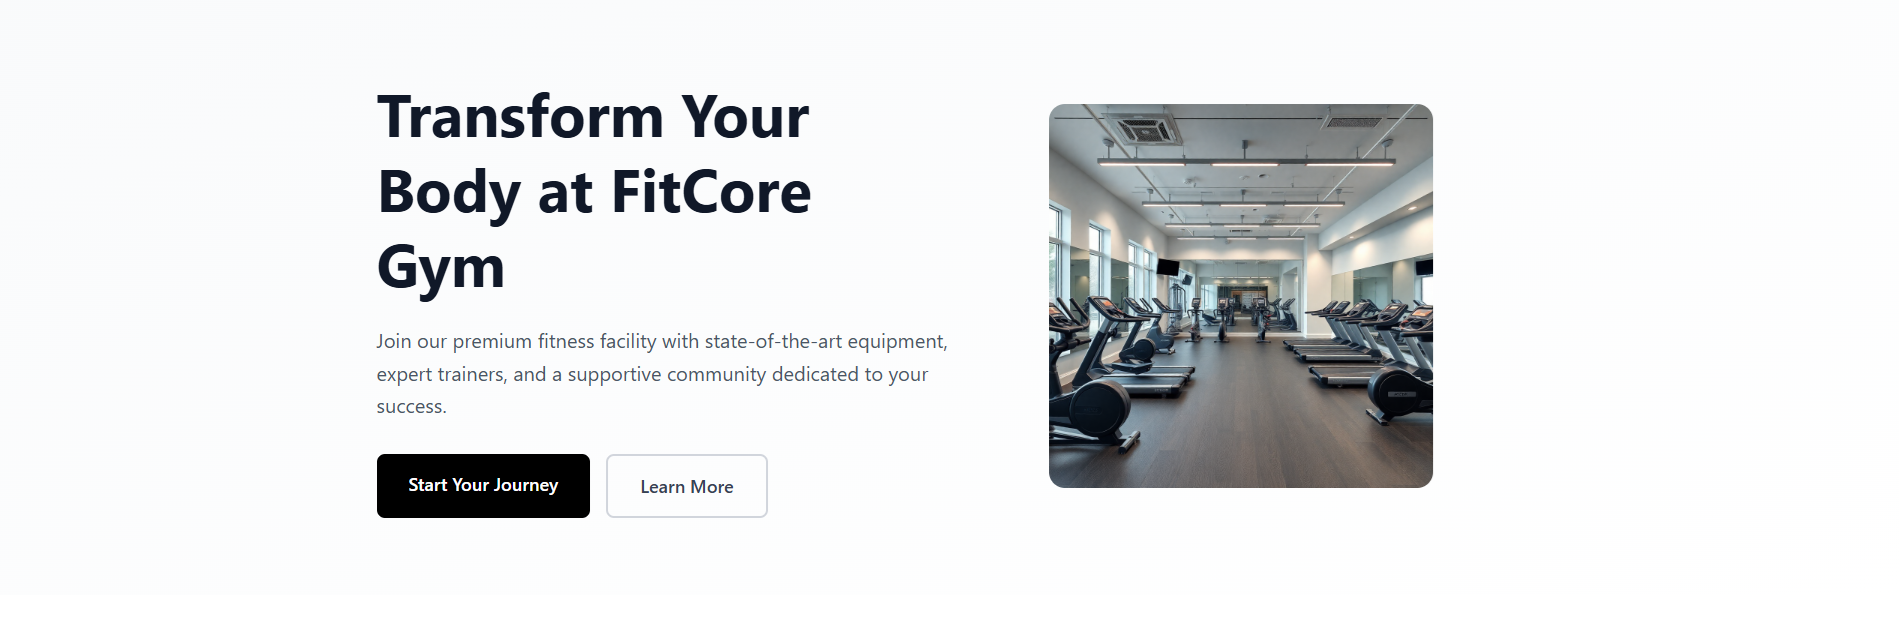 Transform Your
Body at FitCore
Gym
Join our premium fitness facility with state-of-the-art equipment,
expert trainers, and a supportive community dedicated to your
success.
Start Your Journey
Learn More